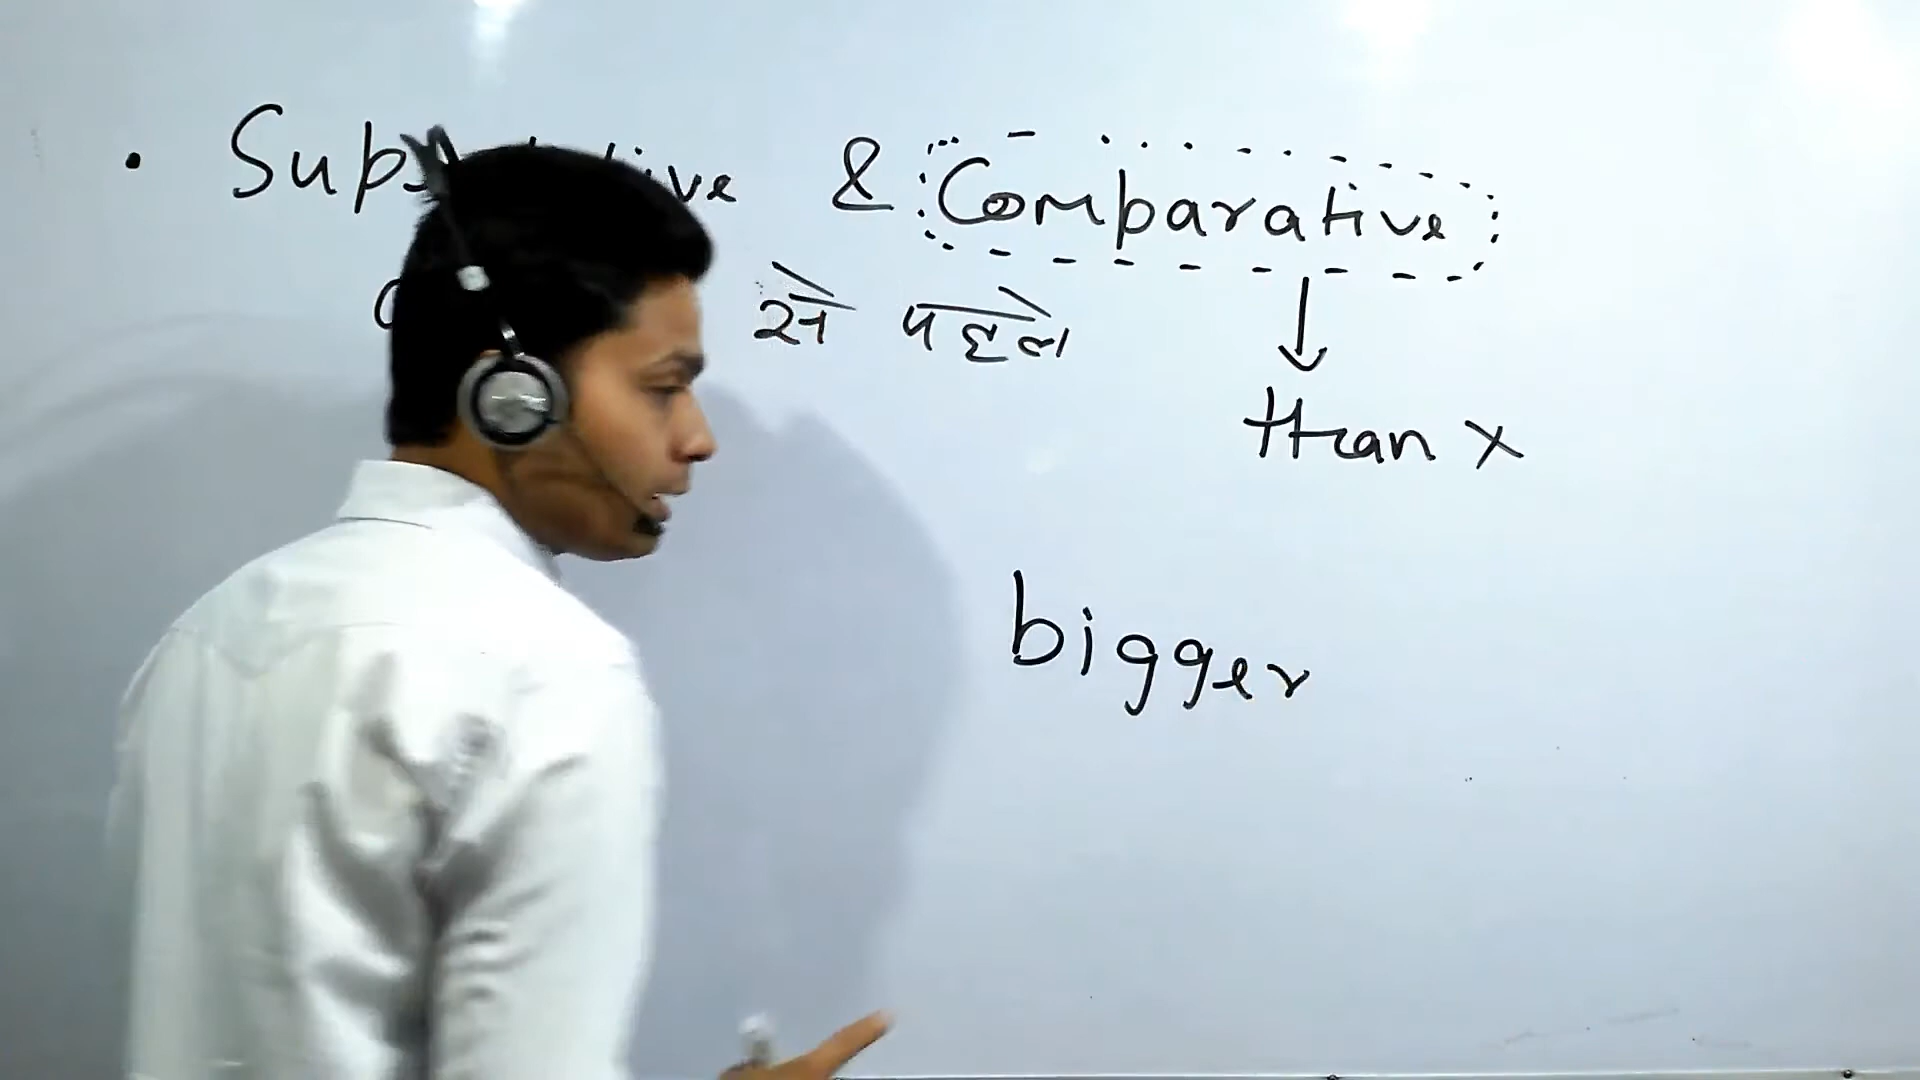 • & Comparative
से पहले
than x
bigger